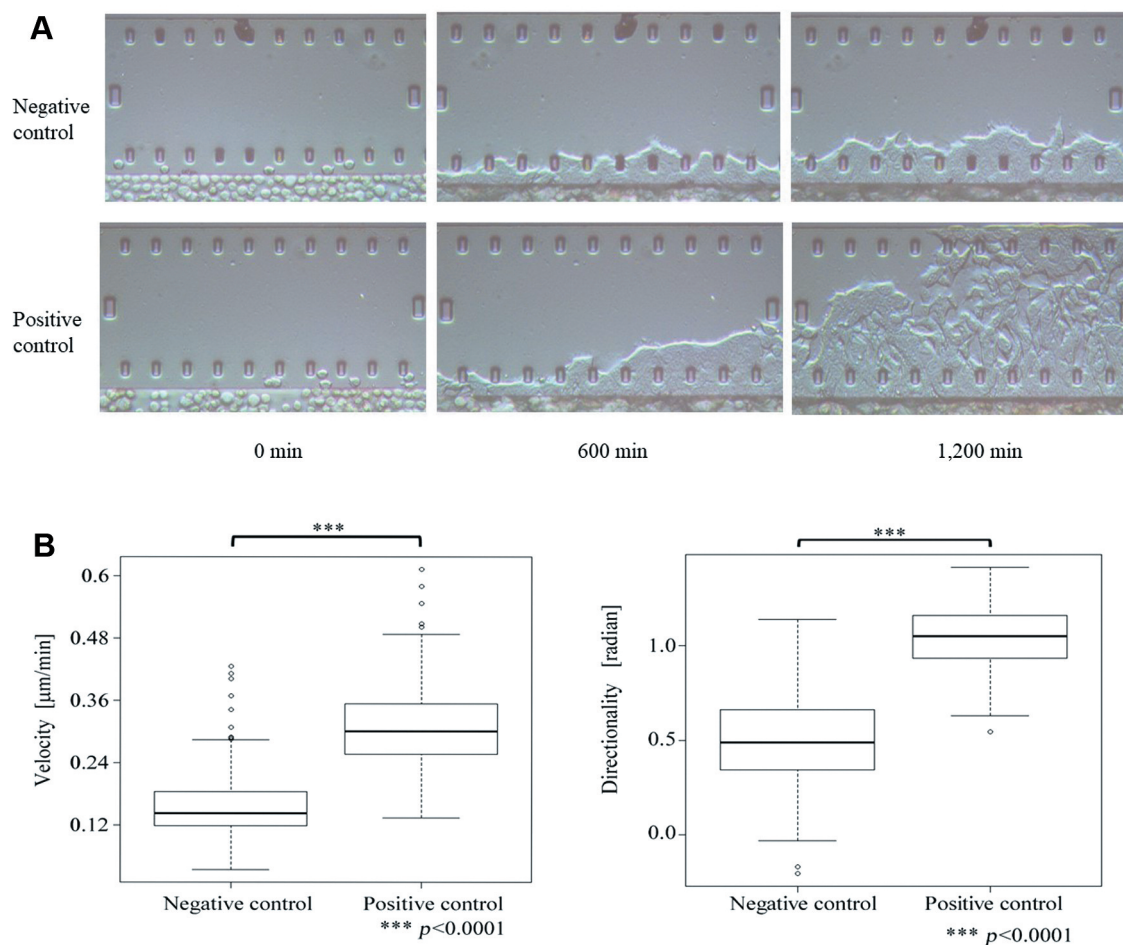 A
Negative
control
Positive
control
0 min
600 min
1,200 min
B
***
Velocity [µm/min]
0.6
0.48
0.36
0.24
0.12
Negative control
Positive control
*** p<0.0001
***
Directionality [radian]
1.0
0.5
0.0
Negative control
Positive control
*** p<0.0001